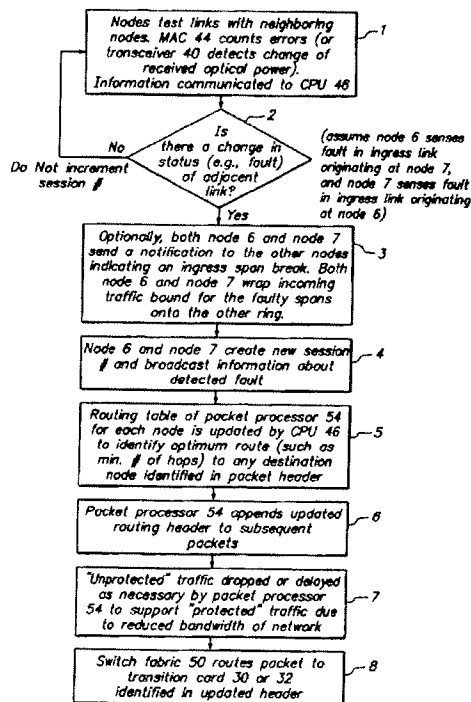 Nodes test links with neighboring
nodes. MAC 44 counts errors (or
transceiver 40 detects change of
received optical power).
Information communicated to CPU 46
1
2
Is
there a change in
status (e.g., fault)
of adjacent
link?
No
Do Not increment
session #
(assume node 6 senses
fault in ingress link
originating at node 7,
and node 7 senses fault
in ingress link originating
at node 6)
Yes
Optionally, both node 6 and node 7
send a notification to the other nodes
indicating an ingress span break. Both
node 6 and node 7 wrap incoming
traffic bound for the faulty spans
onto the other ring.
3
Node 6 and node 7 create new session
# and broadcast information about
detected fault
4
Routing table of packet processor 54
for each node is updated by CPU 46
to identify optimum route (such as
min. # of hops) to any destination
node identified in packet header
5
Packet processor 54 appends updated
routing header to subsequent
packets
6
"Unprotected" traffic dropped or delayed
as necessary by packet processor
54 to support "protected" traffic due
to reduced bandwidth of network
7
Switch fabric 50 routes packet to
transition card 30 or 32
identified in updated header
8